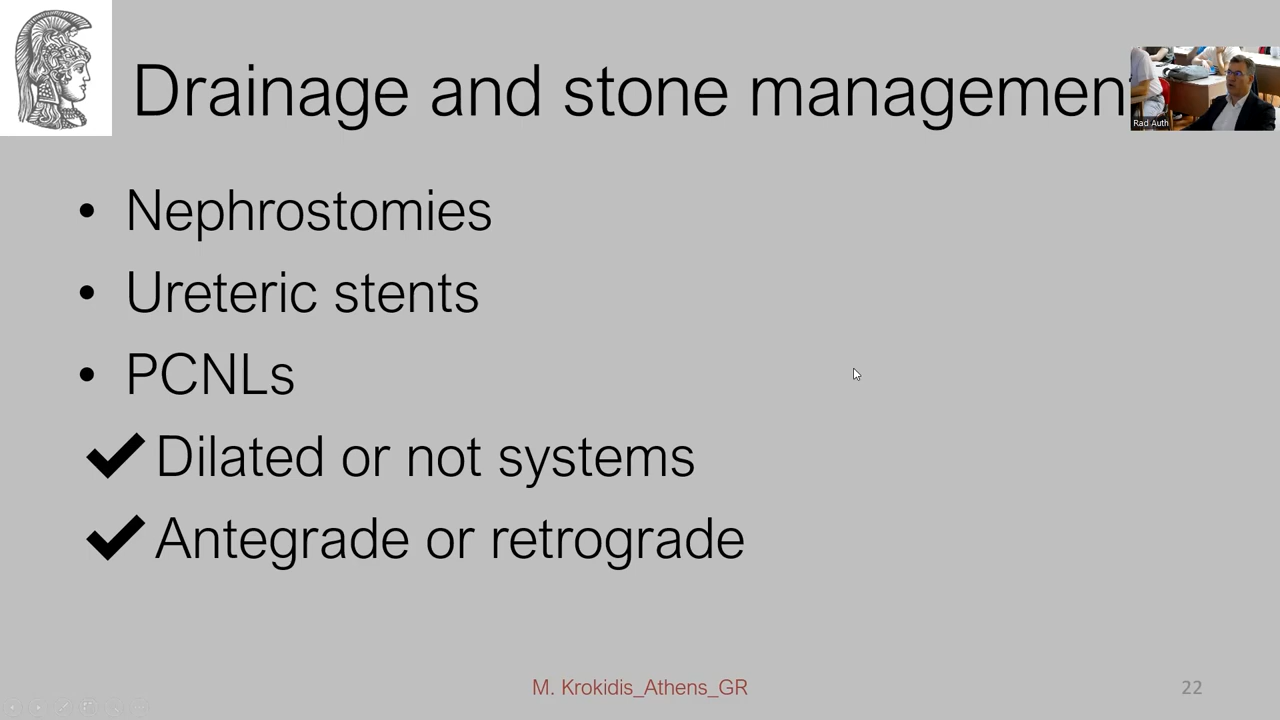 Drainage and stone managemen
Rad Auth
• Nephrostomies
• Ureteric stents
• PCNLs
✔ Dilated or not systems
✔ Antegrade or retrograde
M. Krokidis_Athens_GR
22